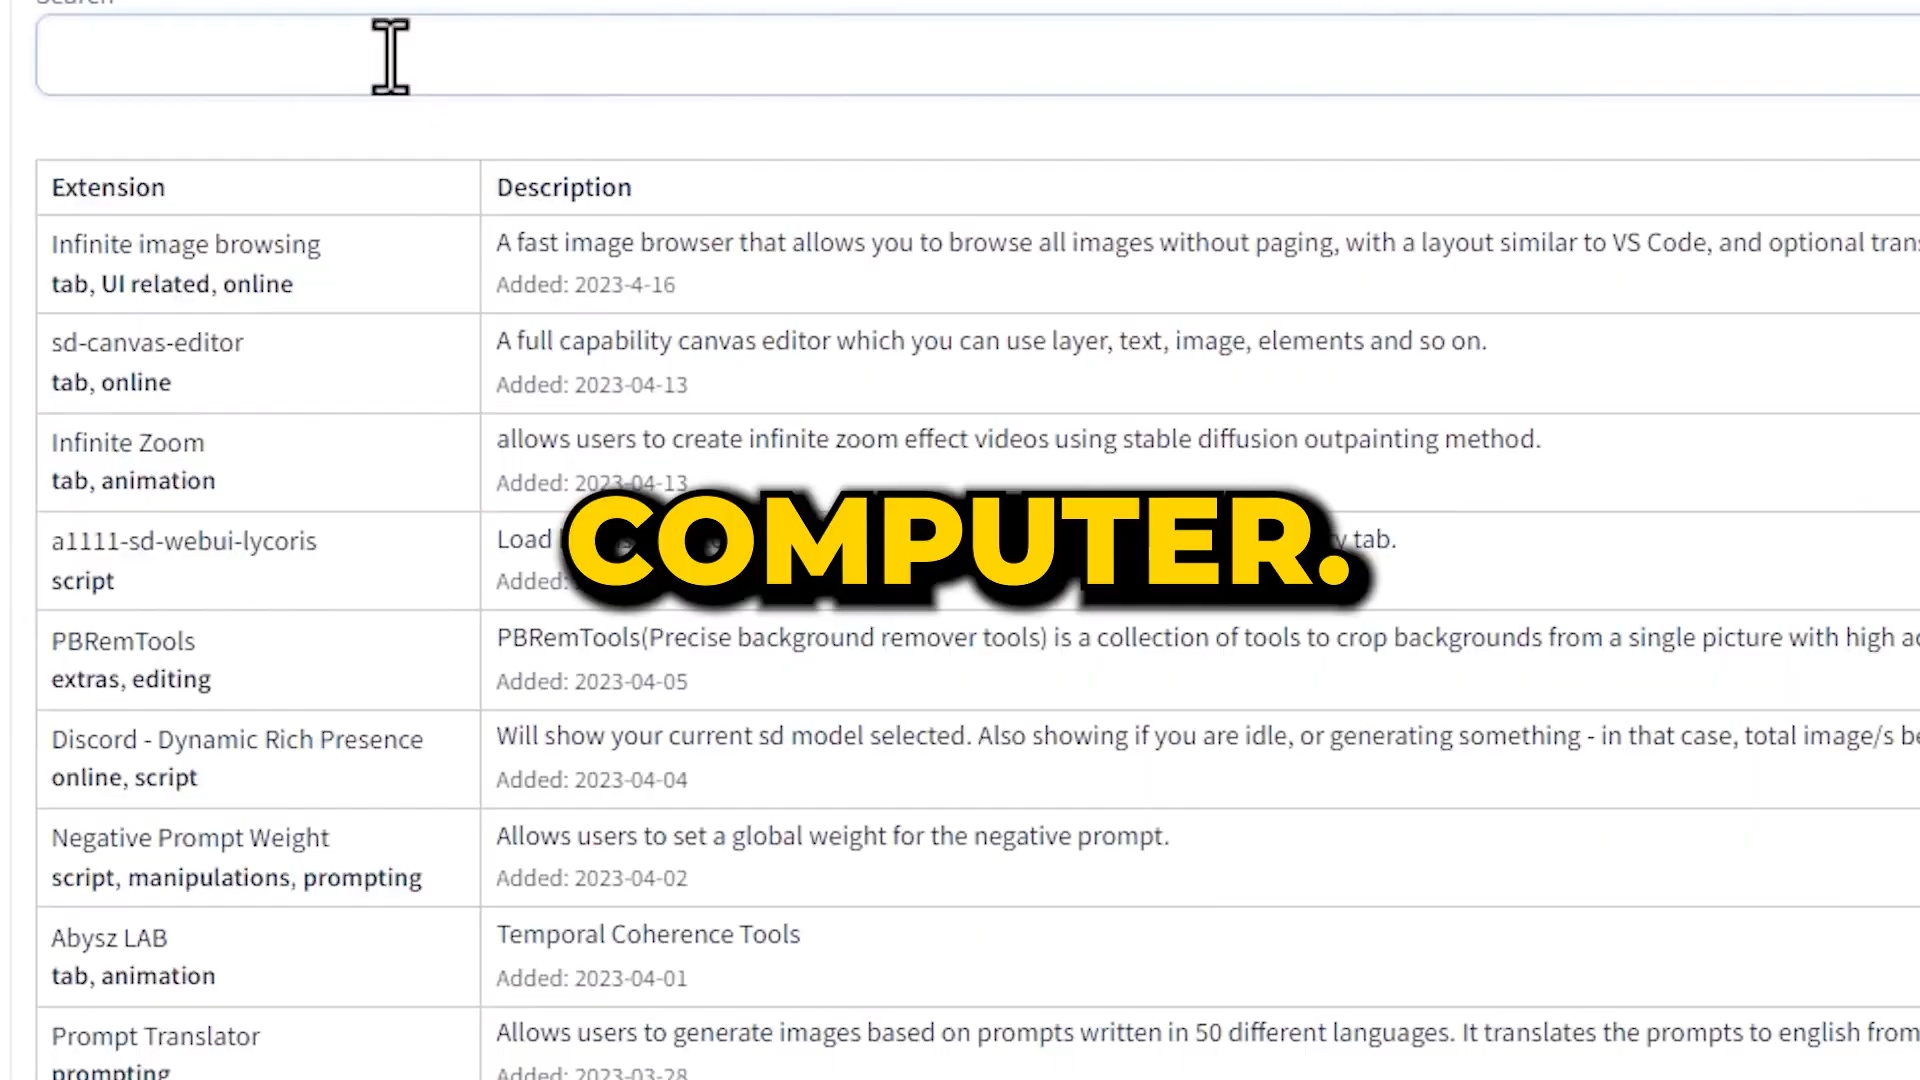 Search
Extension
Description
Infinite image browsing
tab, UI related, online
A fast image browser that allows you to browse all images without paging, with a layout similar to VS Code, and optional
Added: 2023-4-16
sd-canvas-editor
tab, online
A full capability canvas editor which you can use layer, text, image, elements and so on.
Added: 2023-04-13
Infinite Zoom
tab, animation
allows users to create infinite zoom effect videos using stable diffusion outpainting method.
Added: 2023-04-13
a1111-sd-webui-lycoris
script
Load tab.
Added:
COMPUTER.
PBRemTools
extras, editing
PBRemTools(Precise background remover tools) is a collection of tools to crop backgrounds from a single picture with high
Added: 2023-04-05
Discord - Dynamic Rich Presence
online, script
Will show your current sd model selected. Also showing if you are idle, or generating something - in that case, total image/s
Added: 2023-04-04
Negative Prompt Weight
script, manipulations, prompting
Allows users to set a global weight for the negative prompt.
Added: 2023-04-02
Abysz LAB
tab, animation
Temporal Coherence Tools
Added: 2023-04-01
Prompt Translator
prompting
Allows users to generate images based on prompts written in 50 different languages. It translates the prompts to english from
Added: 2023-03-28